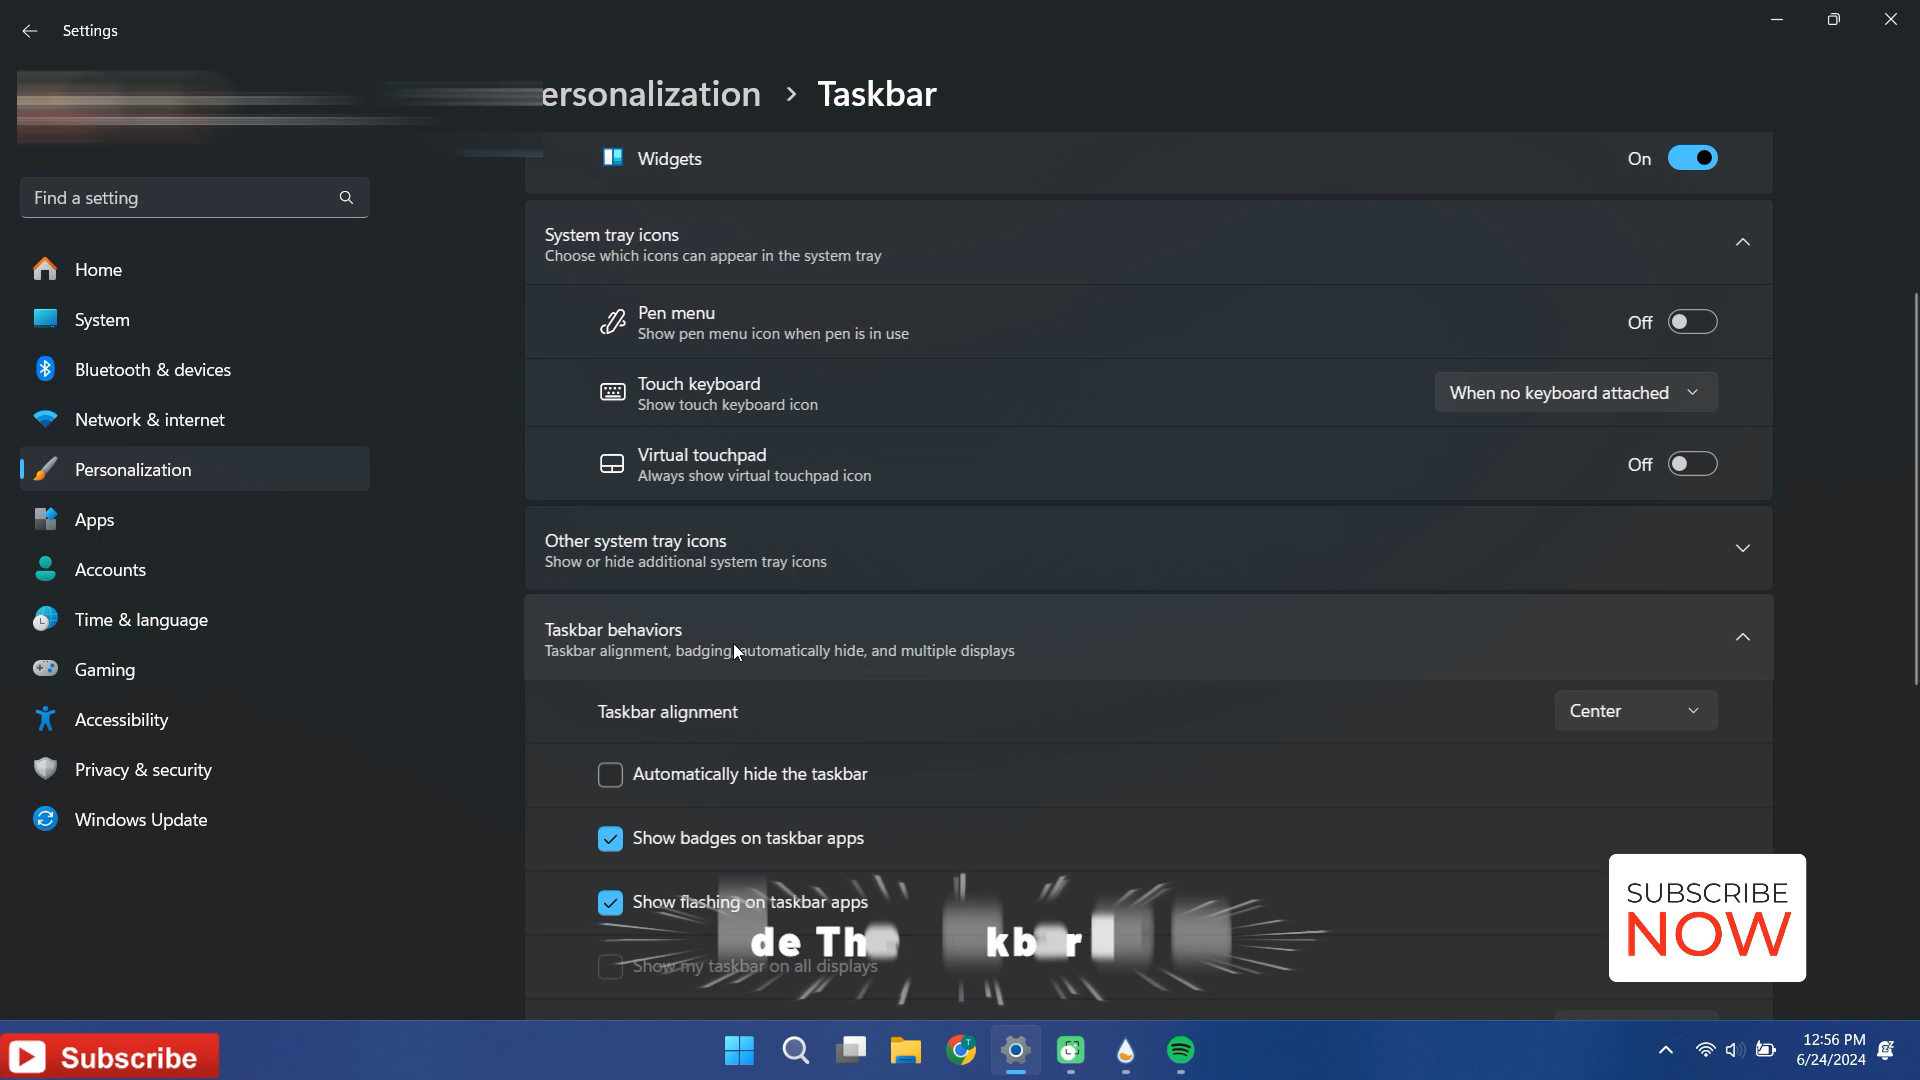 Settings
ersonalization > Taskbar
Widgets
On
Find a setting
System tray icons
Choose which icons can appear in the system tray
Home
Pen menu
Show pen menu icon when pen is in use
Off
System
Bluetooth & devices
Touch keyboard
Show touch keyboard icon
When no keyboard attached
Network & internet
Virtual touchpad
Always show virtual touchpad icon
Off
Personalization
Apps
Other system tray icons
Show or hide additional system tray icons
Accounts
Time & language
Taskbar behaviors
Taskbar alignment, badging, automatically hide, and multiple displays
Gaming
Accessibility
Taskbar alignment
Center
Privacy & security
Automatically hide the taskbar
Windows Update
Show badges on taskbar apps
Show flashing on taskbar apps
Show my taskbar on all displays
SUBSCRIBE
NOW
Subscribe
12:56 PM
6/24/2024